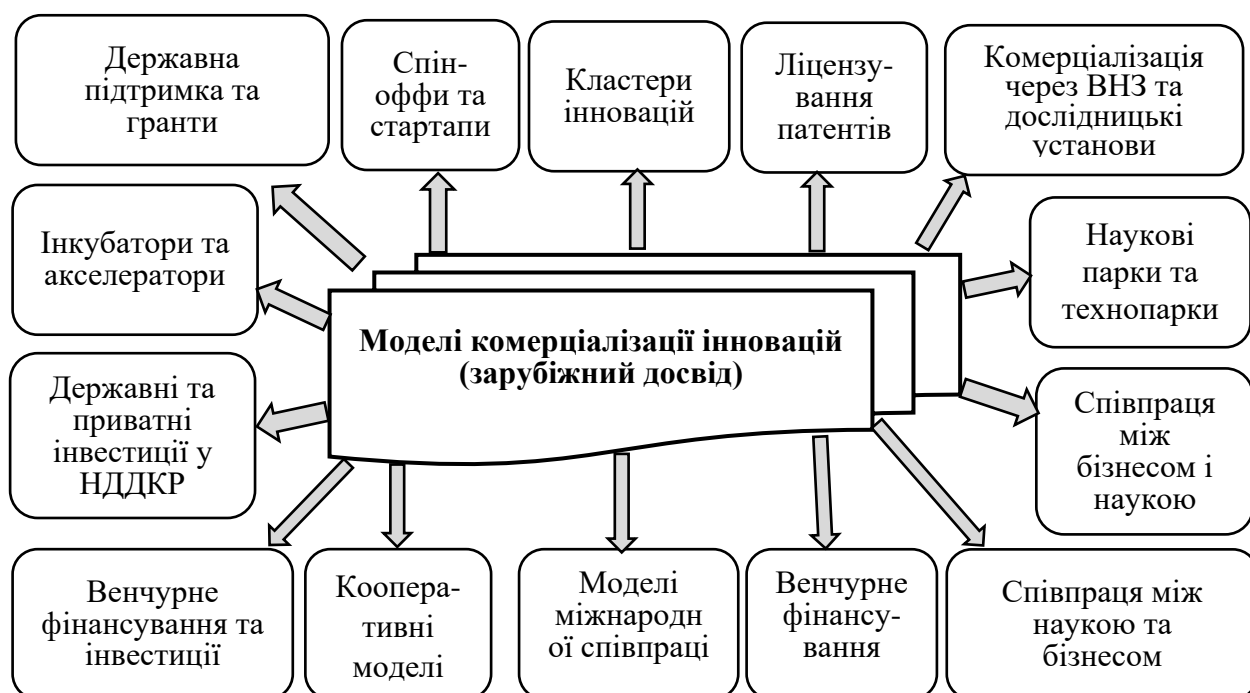 Державна
підтримка та
гранти
Спін-
оффи та
стартапи
Кластери
інновацій
Ліцензу-
вання
патентів
Комерціалізація
через ВНЗ та
дослідницькі
установи
Інкубатори та
акселератори
Наукові
парки та
технопарки
Моделі комерціалізації інновацій
(зарубіжний досвід)
Державні та
приватні
інвестиції у
НДДКР
Співпраця
між
бізнесом і
наукою
Венчурне
фінансування та
інвестиції
Коопера-
тивні
моделі
Моделі
міжнародн
ої співпраці
Венчурне
фінансу-
вання
Співпраця між
наукою та
бізнесом